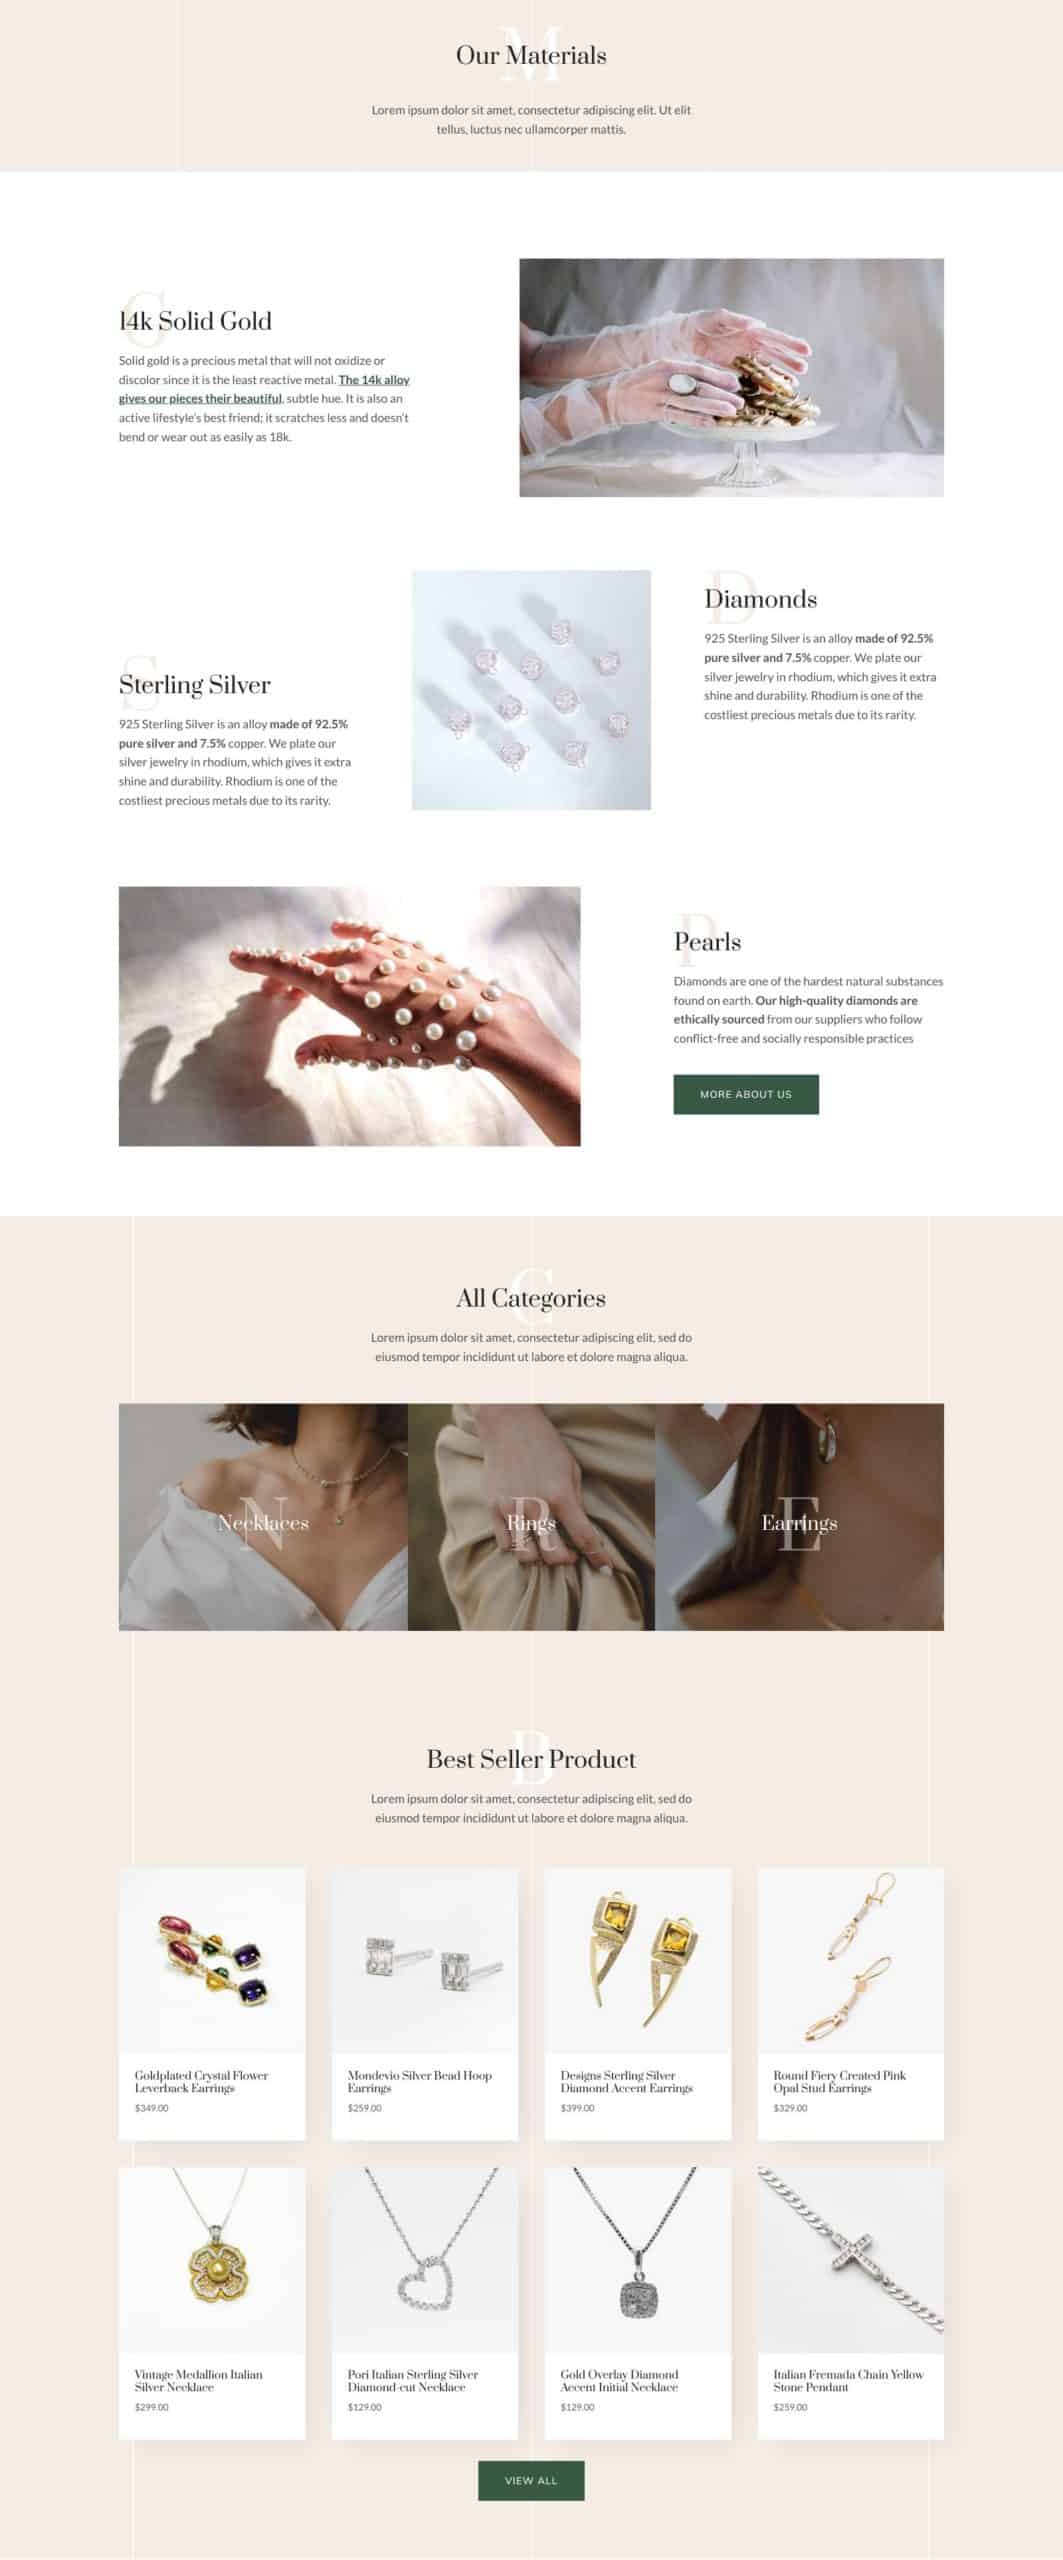 M
Our Materials
Lorem ipsum dolor sit amet, consectetur adipiscing elit. Ut elit
tellus, luctus nec ullamcorper mattis.
G
14k Solid Gold
Solid gold is a precious metal that will not oxidize or
discolor since it is the least reactive metal. The 14k alloy
gives our pieces their beautiful, subtle hue. It is also an
active lifestyle's best friend; it scratches less and doesn't
bend or wear out as easily as 18k.
S
Sterling Silver
925 Sterling Silver is an alloy made of 92.5%
pure silver and 7.5% copper. We plate our
silver jewelry in rhodium, which gives it extra
shine and durability. Rhodium is one of the
costliest precious metals due to its rarity.
D
Diamonds
925 Sterling Silver is an alloy made of 92.5%
pure silver and 7.5% copper. We plate our
silver jewelry in rhodium, which gives it extra
shine and durability. Rhodium is one of the
costliest precious metals due to its rarity.
P
Pearls
Diamonds are one of the hardest natural substances
found on earth. Our high-quality diamonds are
ethically sourced from our suppliers who follow
conflict-free and socially responsible practices
MORE ABOUT US
C
All Categories
Lorem ipsum dolor sit amet, consectetur adipiscing elit, sed do
eiusmod tempor incididunt ut labore et dolore magna aliqua.
N
Necklaces
R
Rings
E
Earrings
B
Best Seller Product
Lorem ipsum dolor sit amet, consectetur adipiscing elit, sed do
eiusmod tempor incididunt ut labore et dolore magna aliqua.
Goldplated Crystal Flower
Leverback Earrings
$349.00
Mondevio Silver Bead Hoop
Earrings
$259.00
Designs Sterling Silver
Diamond Accent Earrings
$399.00
Round Fiery Created Pink
Opal Stud Earrings
$329.00
Vintage Medallion Italian
Silver Necklace
$299.00
Pori Italian Sterling Silver
Diamond-cut Necklace
$129.00
Gold Overlay Diamond
Accent Initial Necklace
$129.00
Italian Fremada Chain Yellow
Stone Pendant
$259.00
VIEW ALL